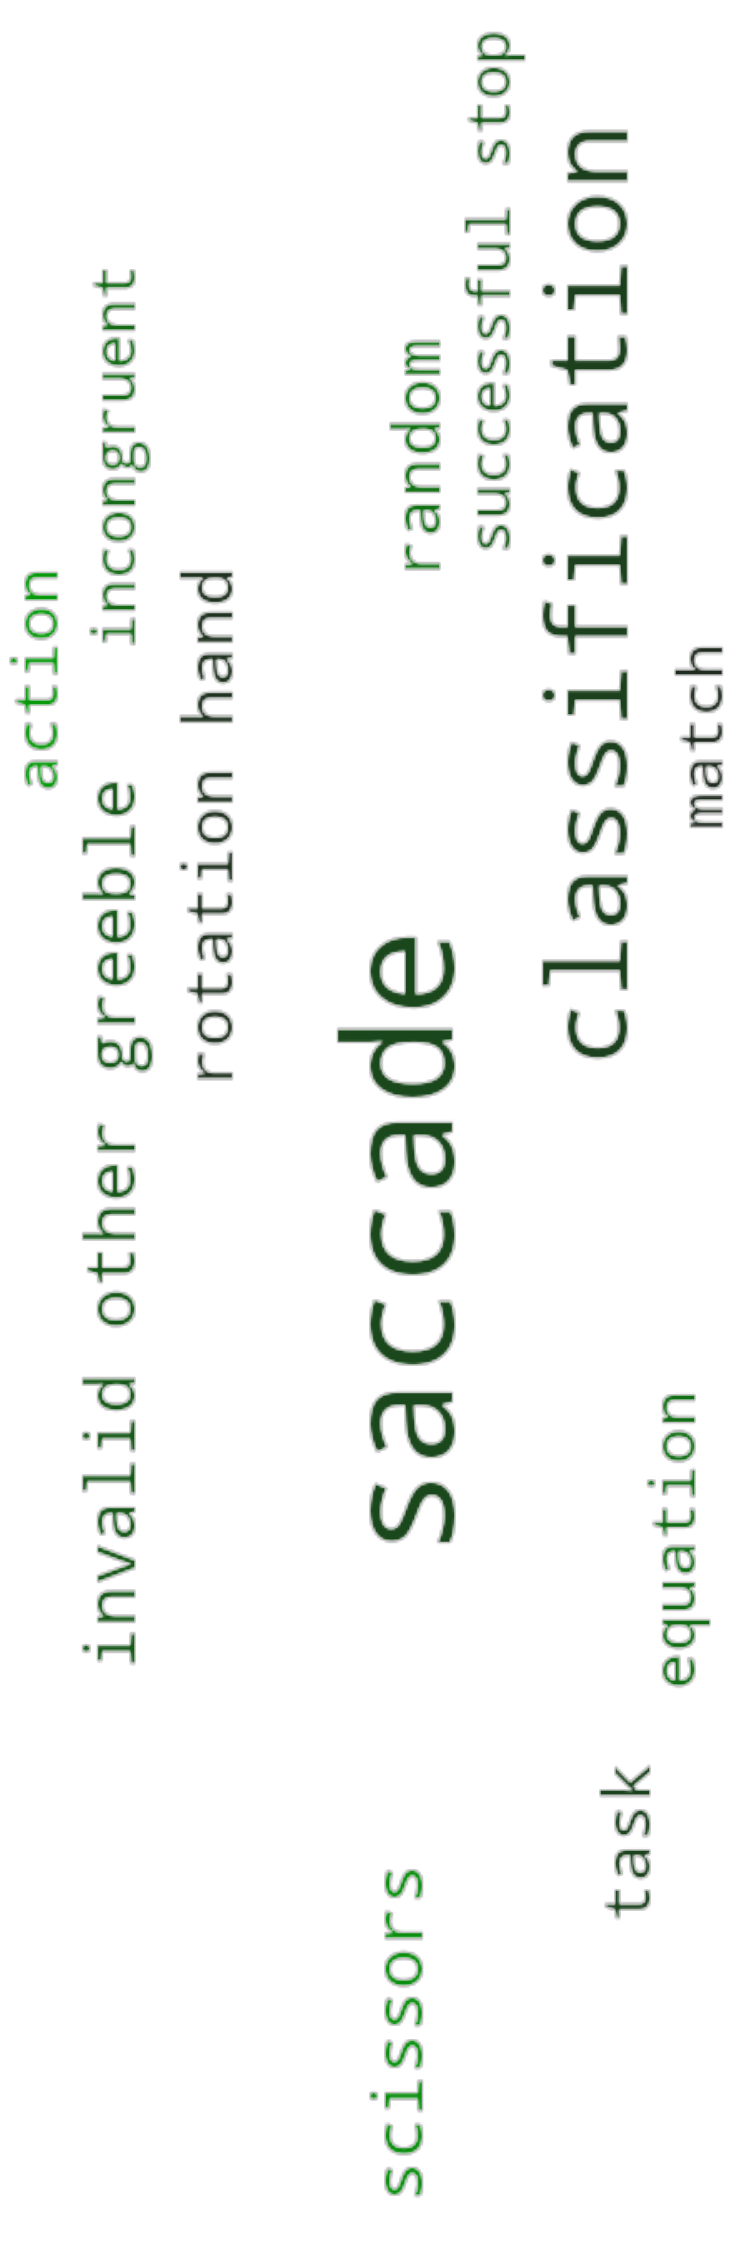 action
incongruent
greeble
other
invalid
rotation hand
random
saccade
scissors
successful stop
classification
task
equation
match